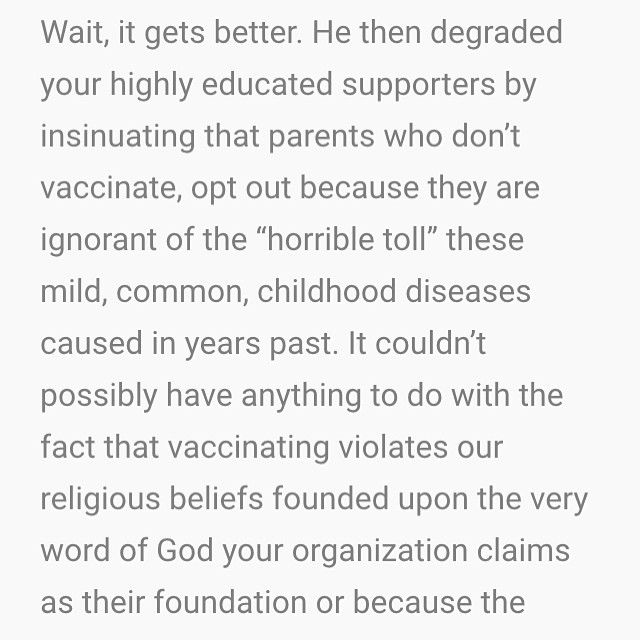 Wait, it gets better. He then degraded
your highly educated supporters by
insinuating that parents who don’t
vaccinate, opt out because they are
ignorant of the “horrible toll” these
mild, common, childhood diseases
caused in years past. It couldn’t
possibly have anything to do with the
fact that vaccinating violates our
religious beliefs founded upon the very
word of God your organization claims
as their foundation or because the